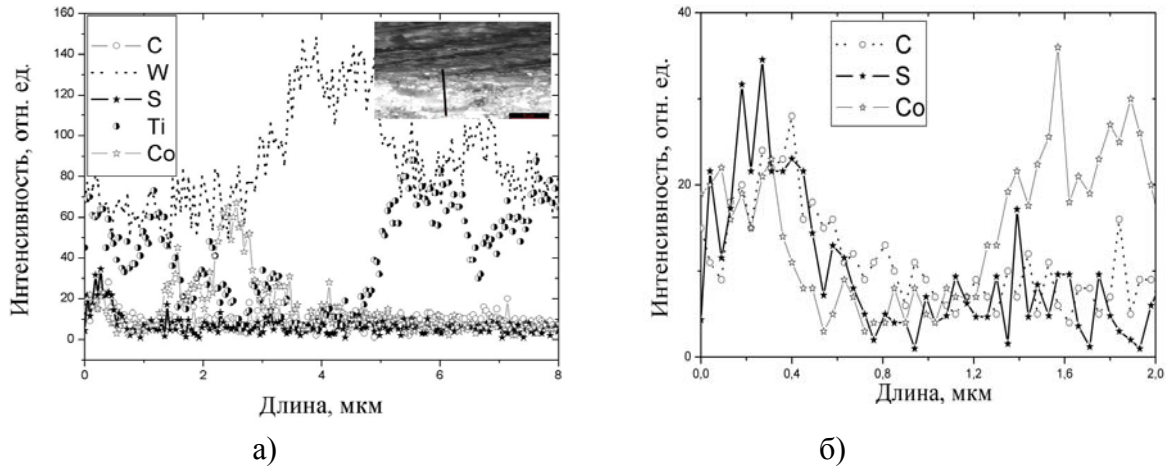 160
140
120
100
80
60
40
20
0
Интенсивность, отн. ед.
C
W
S
Ti
Co
0 2 4 6 8
Длина, мкм
а)
40
20
0
Интенсивность, отн. ед.
C
S
Co
0,0 0,4 0,8 1,2 1,6 2,0
Длина, мкм
б)